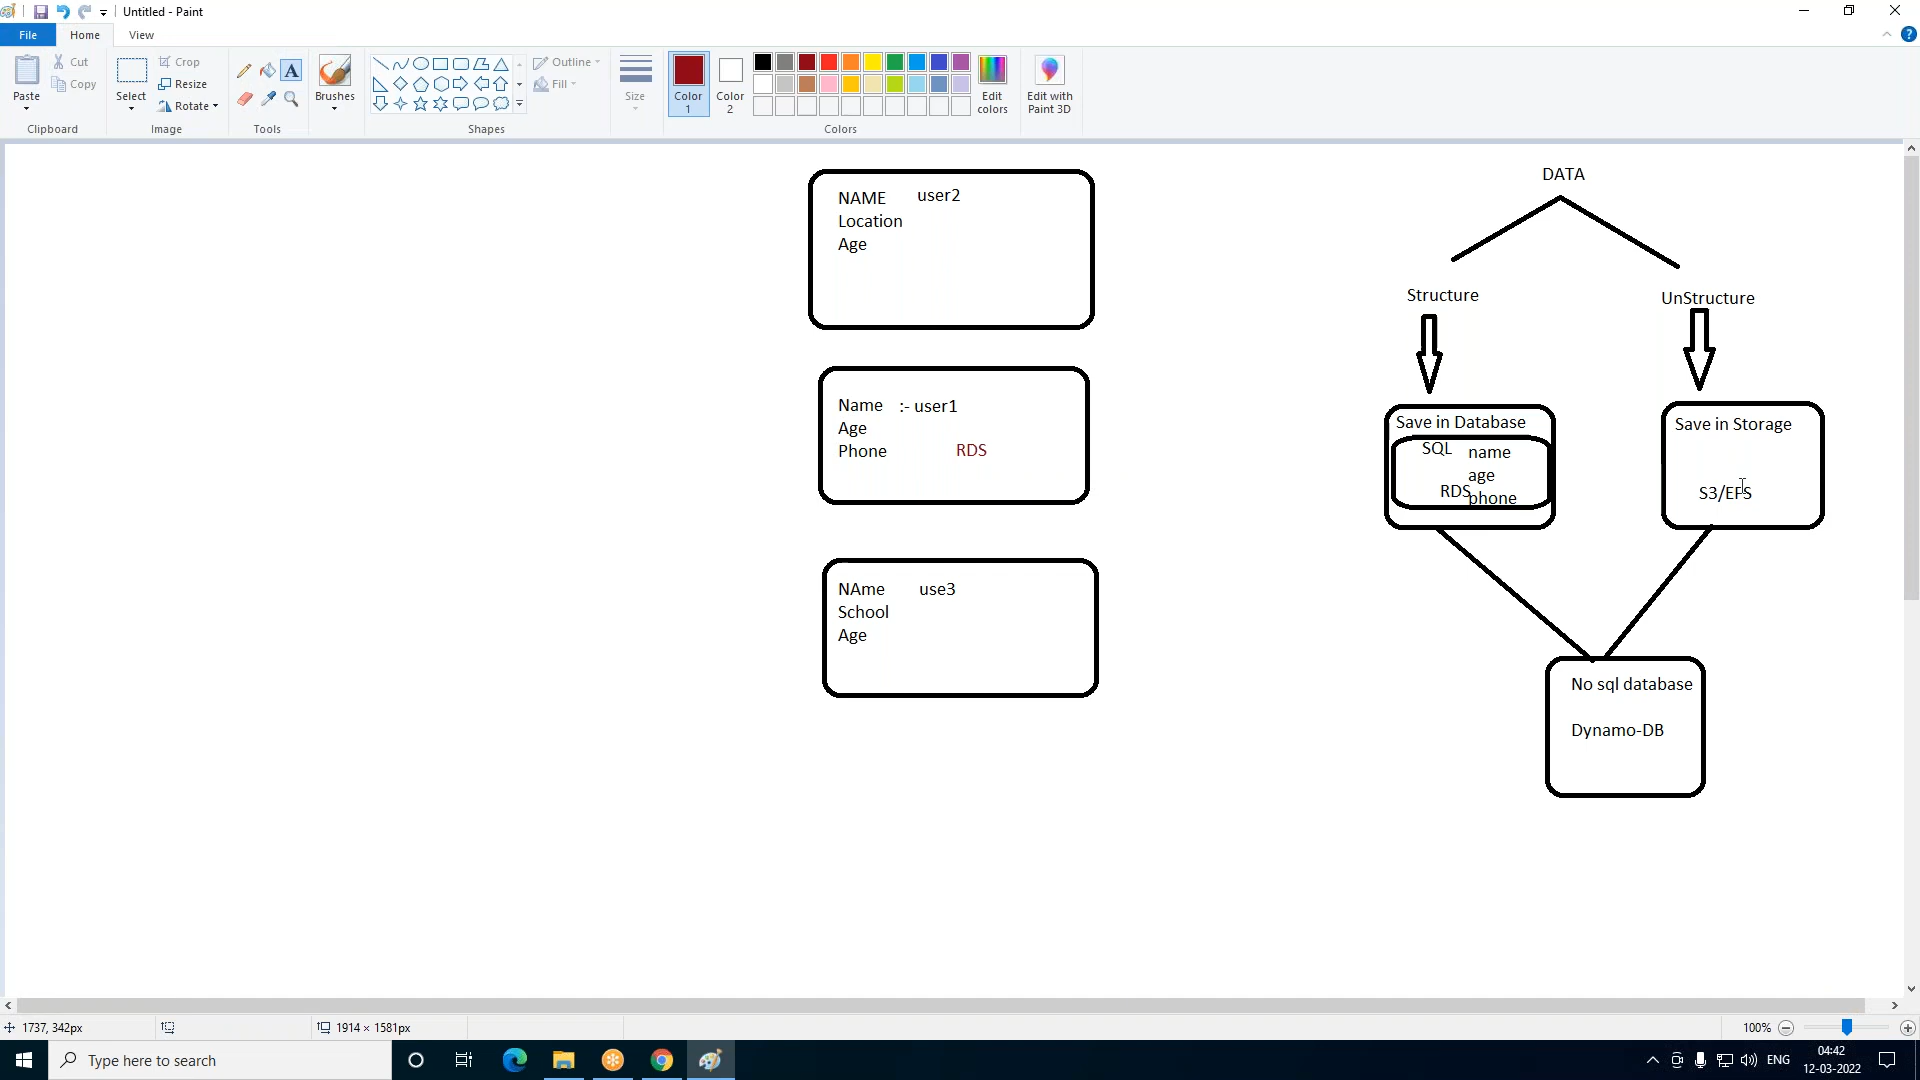 Untitled - Paint
File
Home
View
Paste
Cut
Copy
Clipboard
Select
Crop
Resize
Rotate
Image
A
Tools
Brushes
Outline
Fill
Shapes
Size
Color 1
Color 2
Edit colors
Colors
Edit with Paint 3D
NAME user2
Location
Age
Name :- user1
Age
Phone RDS
NAme use3
School
Age
DATA
Structure
UnStructure
Save in Database
SQL name
age
RDS phone
Save in Storage
S3/EFS
No sql database
Dynamo-DB
1737, 342px
1914 × 1581px
100%
Type here to search
ENG
04:42
12-03-2022